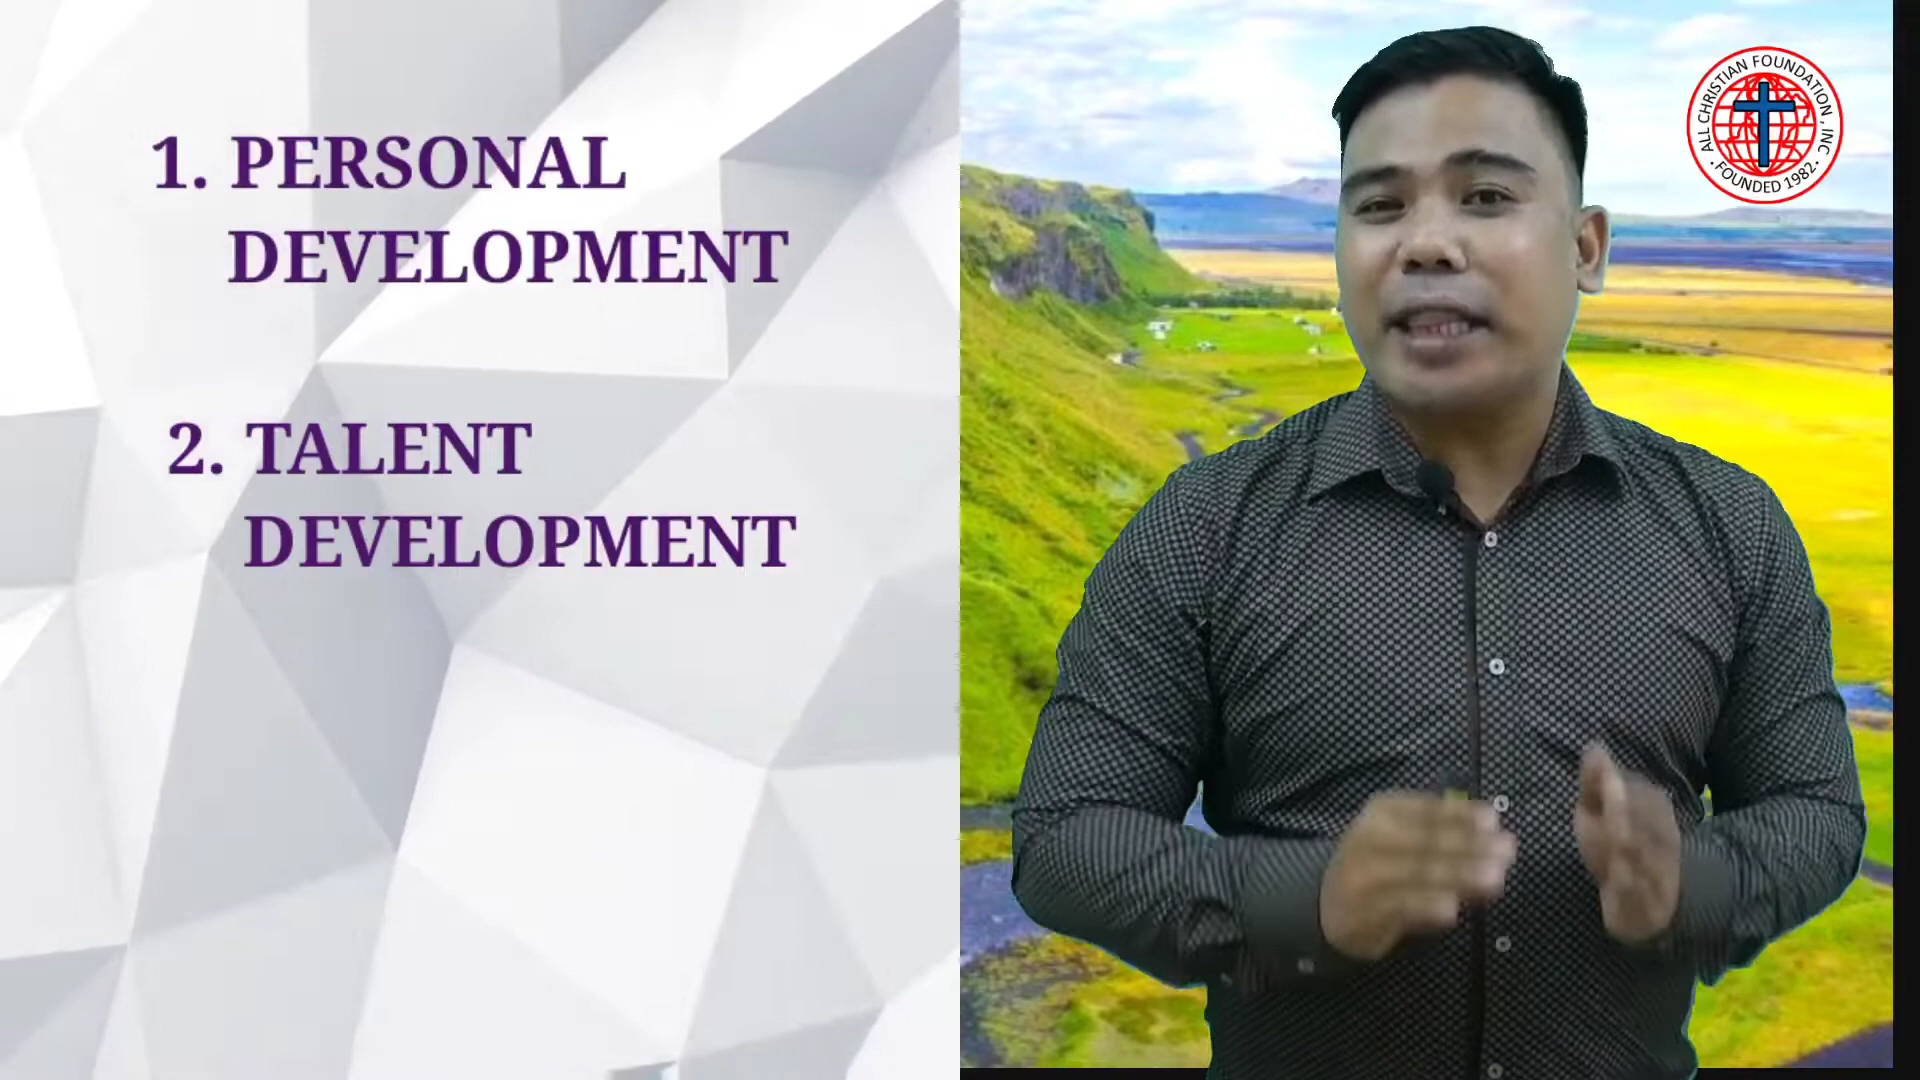 1. PERSONAL
DEVELOPMENT
2. TALENT
DEVELOPMENT
ALL CHRISTIAN FOUNDATION, INC
• FOUNDED 1982 •